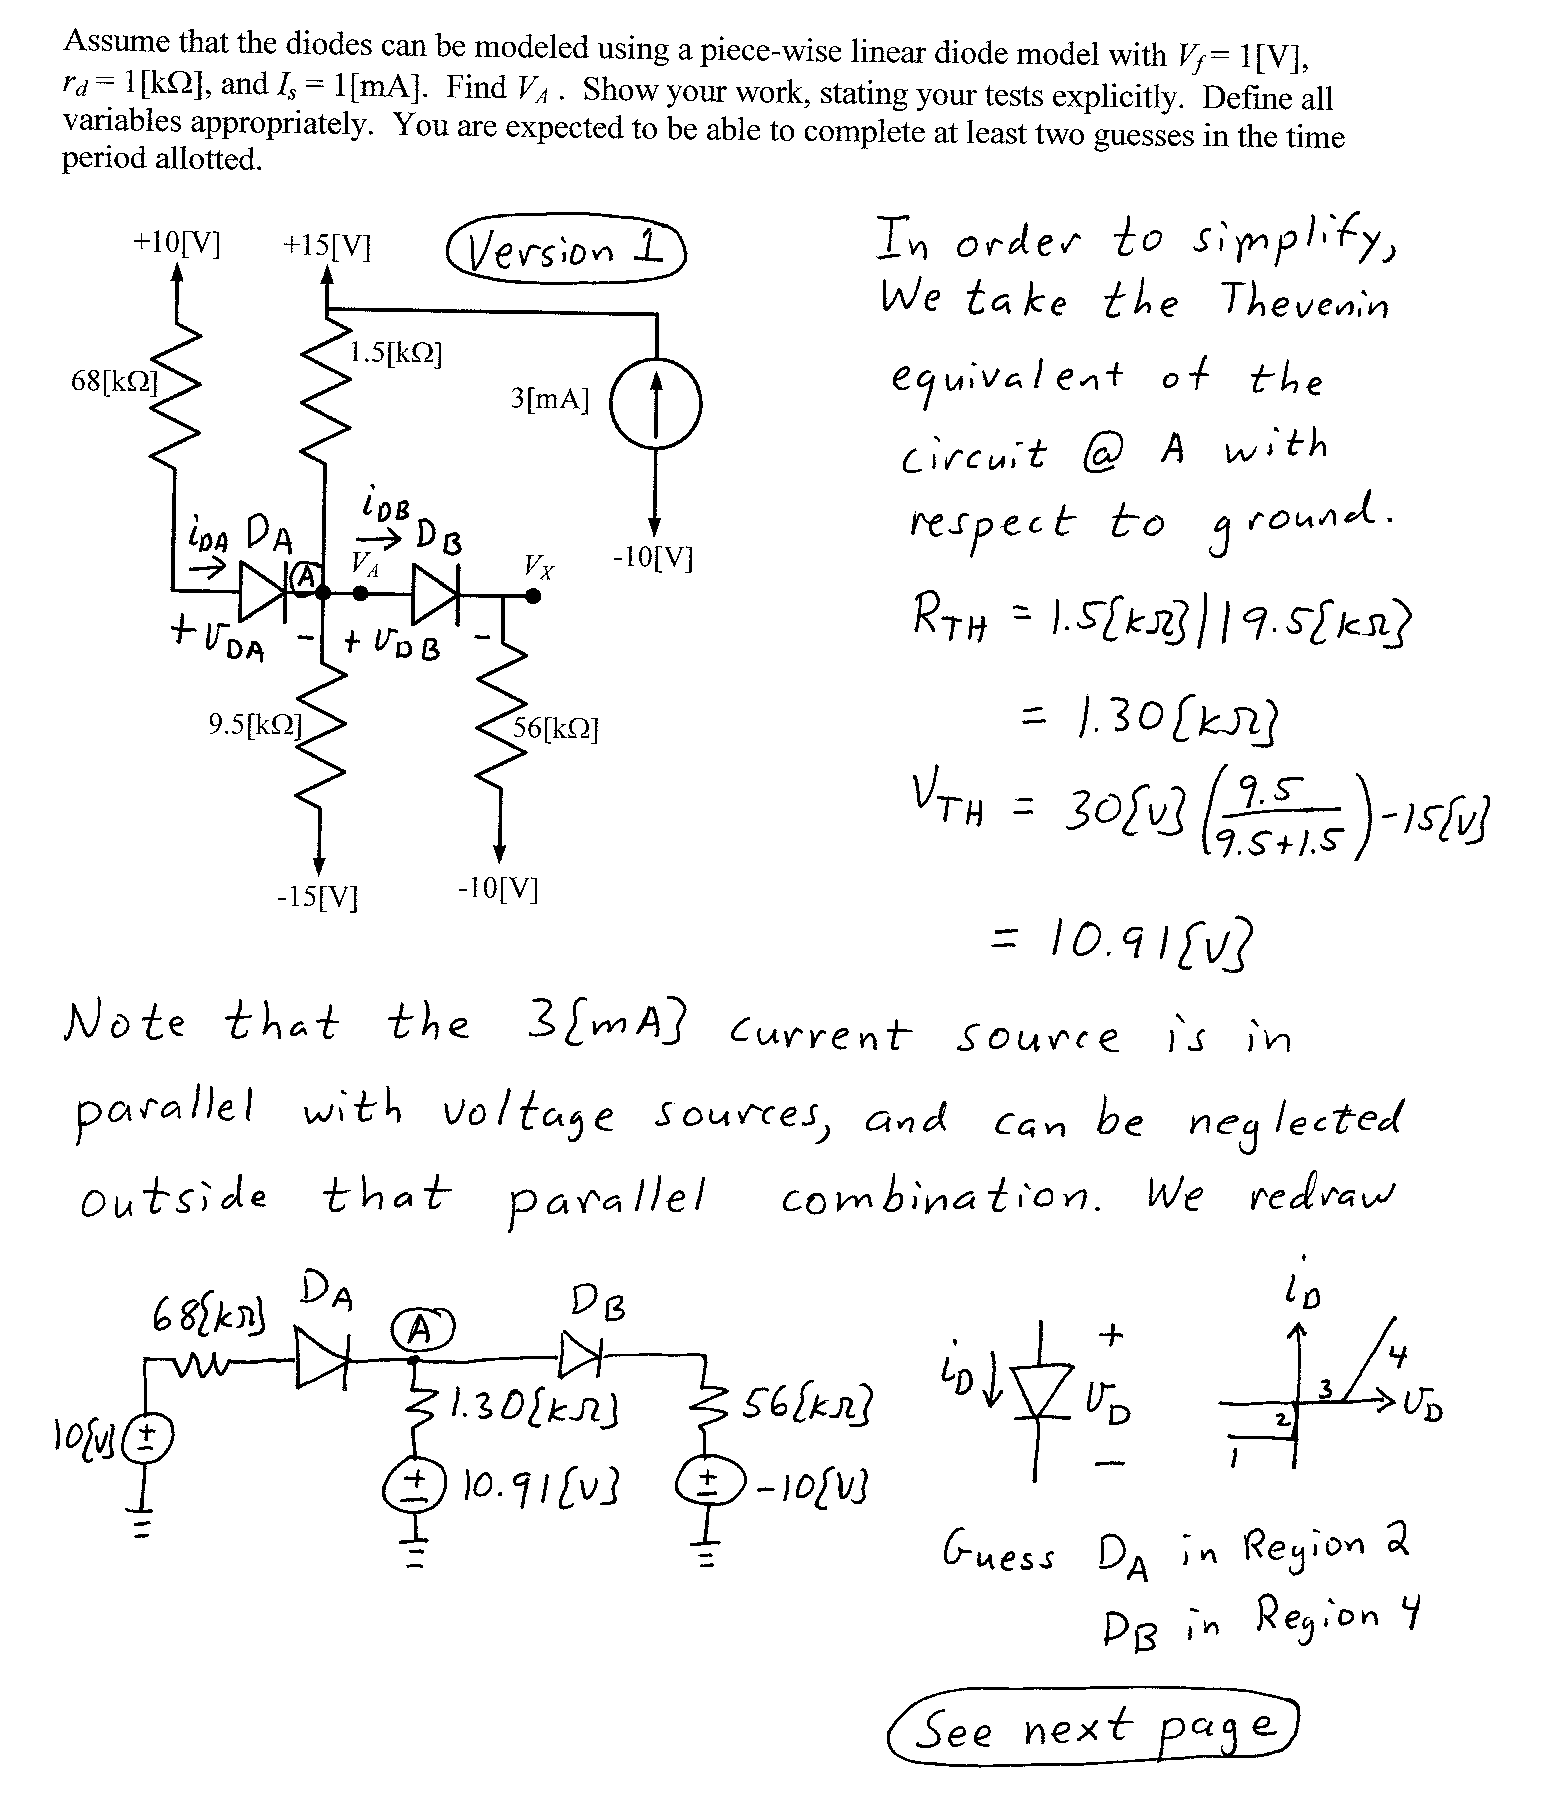 Assume that the diodes can be modeled using a piece-wise linear diode model with Vf = 1[V],
rd = 1[kΩ], and Is = 1[mA]. Find VA . Show your work, stating your tests explicitly. Define all
variables appropriately. You are expected to be able to complete at least two guesses in the time
period allotted.
+10[V]
+15[V]
Version 1
68[kΩ]
1.5[kΩ]
3[mA]
iDA
DA
iDB
DB
A
VA
VX
-10[V]
+ vDA -
+ vDB -
9.5[kΩ]
56[kΩ]
-15[V]
-10[V]
In order to simplify,
We take the Thevenin
equivalent of the
circuit @ A with
respect to ground.
RTH = 1.5[kΩ]||9.5[kΩ]
= 1.30[kΩ]
VTH = 30[V] (9.5/9.5+1.5) -15[V]
= 10.91[V]
Note that the 3[mA] current source is in
parallel with voltage sources, and can be neglected
outside that parallel combination. We redraw
68[kΩ]
DA
A
DB
1.30[kΩ]
56[kΩ]
10[V]
+
-
+
-
10.91[V]
+
-
-10[V]
iD
+
vD
-
iD
4
3
vD
2
1
Guess DA in Region 2
DB in Region 4
See next page